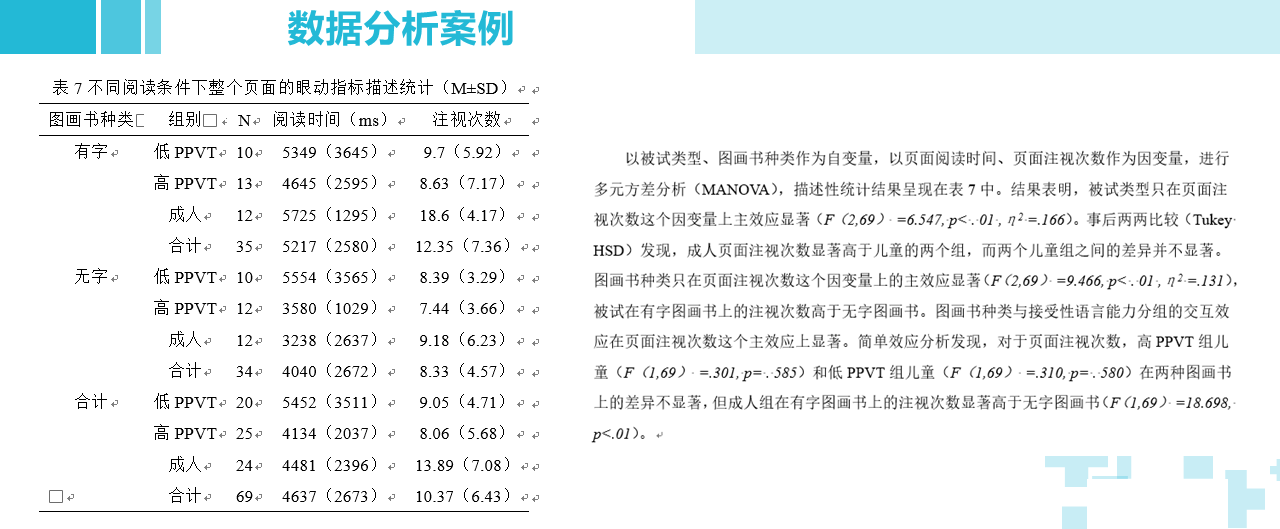 数据分析案例
表 7 不同阅读条件下整个页面的眼动指标描述统计（M±SD）
图画书种类 组别 N 阅读时间（ms） 注视次数
有字 低 PPVT 10 5349（3645） 9.7（5.92）
高 PPVT 13 4645（2595） 8.63（7.17）
成人 12 5725（1295） 18.6（4.17）
合计 35 5217（2580） 12.35（7.36）
无字 低 PPVT 10 5554（3565） 8.39（3.29）
高 PPVT 12 3580（1029） 7.44（3.66）
成人 12 3238（2637） 9.18（6.23）
合计 34 4040（2672） 8.33（4.57）
合计 低 PPVT 20 5452（3511） 9.05（4.71）
高 PPVT 25 4134（2037） 8.06（5.68）
成人 24 4481（2396） 13.89（7.08）
合计 69 4637（2673） 10.37（6.43）
以被试类型、图画书种类作为自变量，以页面阅读时间、页面注视次数作为因变量，进行
多元方差分析（MANOVA），描述性统计结果呈现在表 7 中。结果表明，被试类型只在页面注
视次数这个因变量上主效应显著（F（2,69） =6.547, p< . 01 , η² =.166）。事后两两比较（Tukey
HSD）发现，成人页面注视次数显著高于儿童的两个组，而两个儿童组之间的差异并不显著。
图画书种类只在页面注视次数这个因变量上的主效应显著（F（2,69） =9.466, p< . 01 , η² =.131），
被试在有字图画书上的注视次数高于无字图画书。图画书种类与接受性语言能力分组的交互效
应在页面注视次数这个主效应上显著。简单效应分析发现，对于页面注视次数，高 PPVT 组儿
童（F（1,69） =.301, p= . 585）和低 PPVT 组儿童（F（1,69） =.310, p= . 580）在两种图画书
上的差异不显著，但成人组在有字图画书上的注视次数显著高于无字图画书（F（1,69） =18.698,
p<.01）。